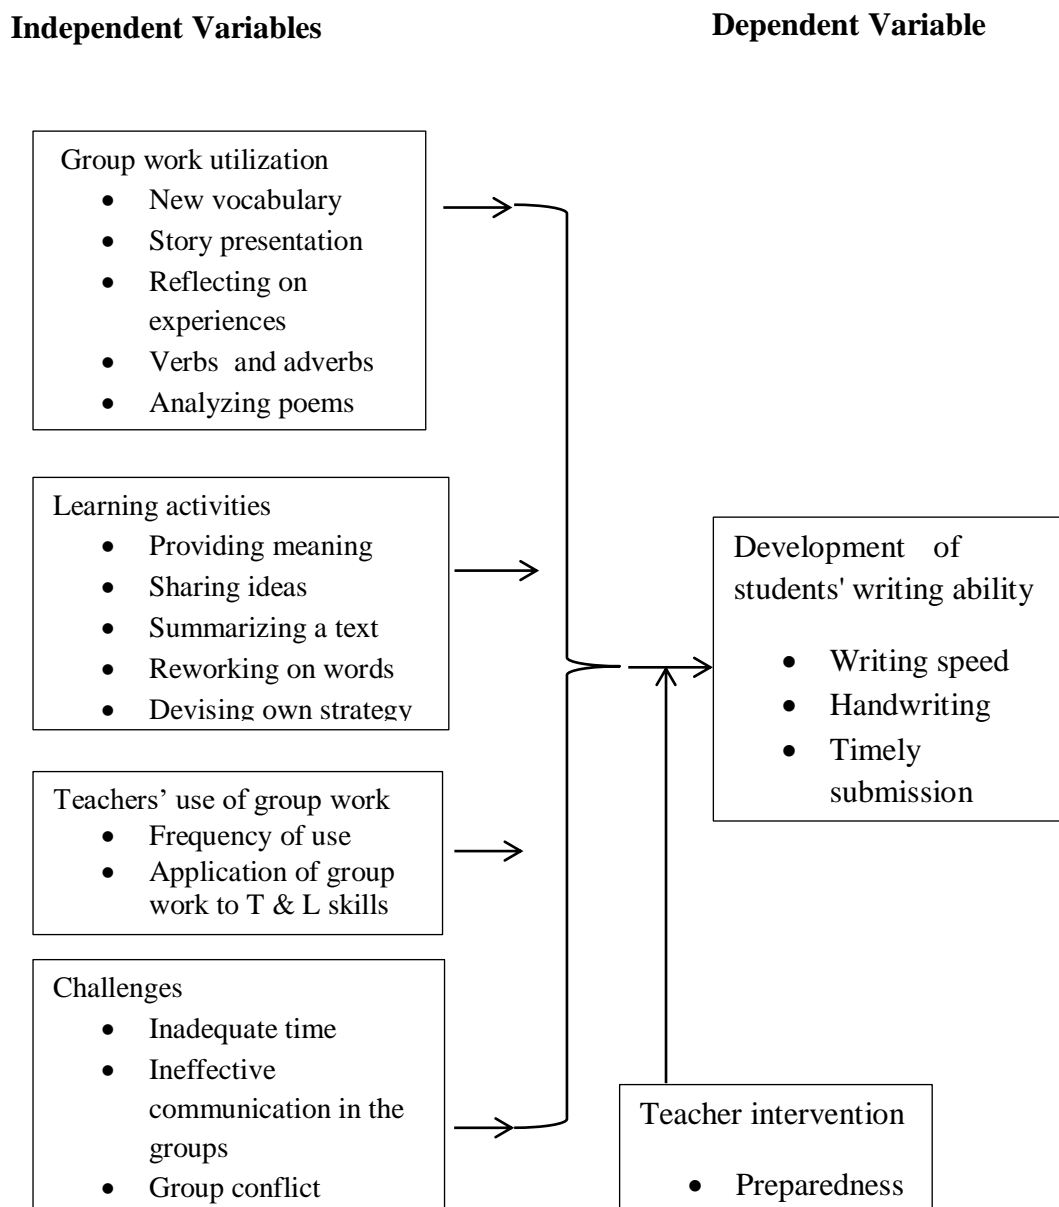 Independent Variables
Dependent Variable
Group work utilization
• New vocabulary
• Story presentation
• Reflecting on
experiences
• Verbs and adverbs
• Analyzing poems
Learning activities
• Providing meaning
• Sharing ideas
• Summarizing a text
• Reworking on words
• Devising own strategy
Teachers’ use of group work
• Frequency of use
• Application of group
work to T & L skills
Challenges
• Inadequate time
• Ineffective
communication in the
groups
• Group conflict
Development of
students' writing ability
• Writing speed
• Handwriting
• Timely
submission
Teacher intervention
• Preparedness